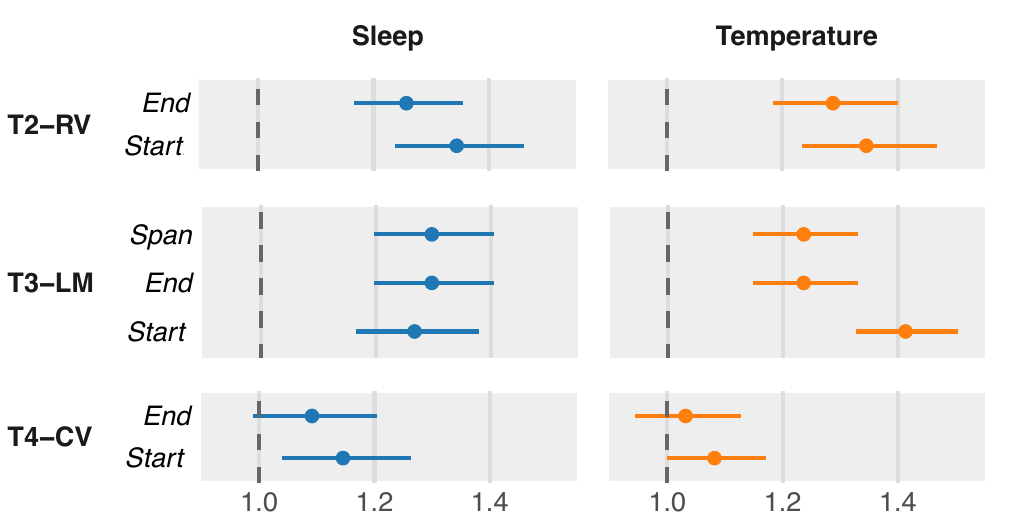 Sleep Temperature
T2–RV
End
Start
T3–LM
Span
End
Start
T4–CV
End
Start
1.0 1.2 1.4 1.0 1.2 1.4